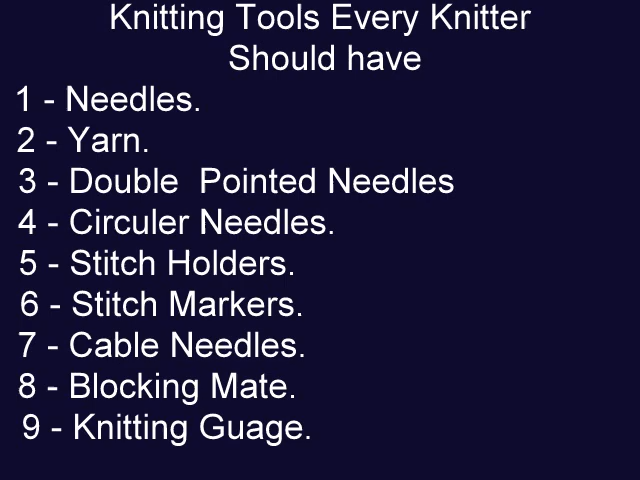 Knitting Tools Every Knitter
Should have
1 - Needles.
2 - Yarn.
3 - Double  Pointed Needles
4 - Circuler Needles.
5 - Stitch Holders.
6 - Stitch Markers.
7 - Cable Needles.
8 - Blocking Mate.
9 - Knitting Guage.